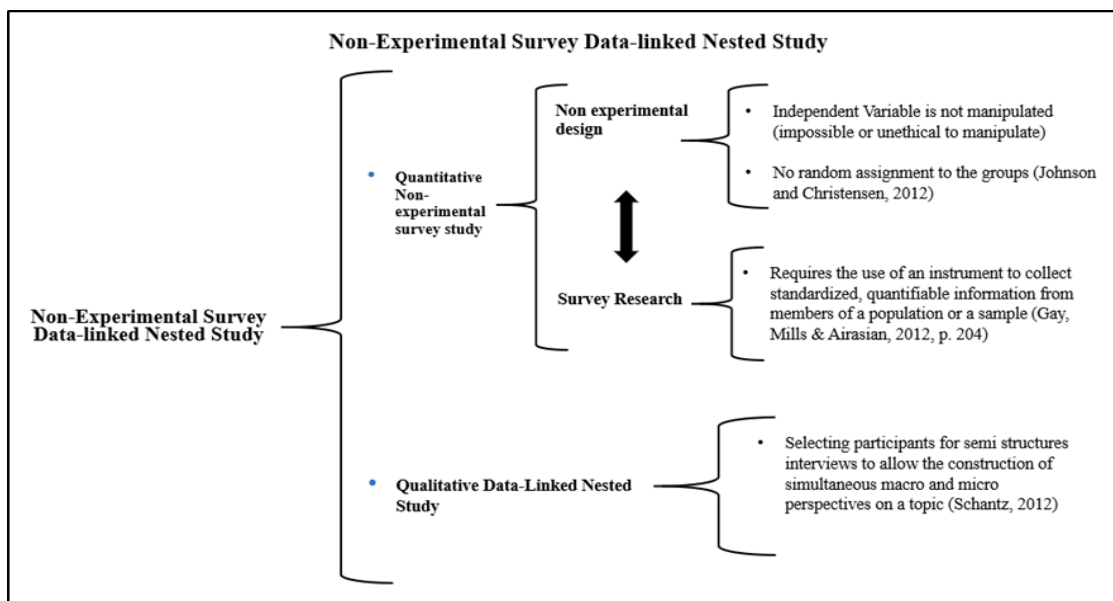 Non-Experimental Survey Data-linked Nested Study
Non-Experimental Survey
Data-linked Nested Study
• Quantitative
Non-
experimental
survey study
Non experimental
design
• Independent Variable is not manipulated
(impossible or unethical to manipulate)
• No random assignment to the groups (Johnson
and Christensen, 2012)
Survey Research
• Requires the use of an instrument to collect
standardized, quantifiable information from
members of a population or a sample (Gay,
Mills & Airasian, 2012, p. 204)
• Qualitative Data-Linked Nested
Study
• Selecting participants for semi structures
interviews to allow the construction of
simultaneous macro and micro
perspectives on a topic (Schantz, 2012)